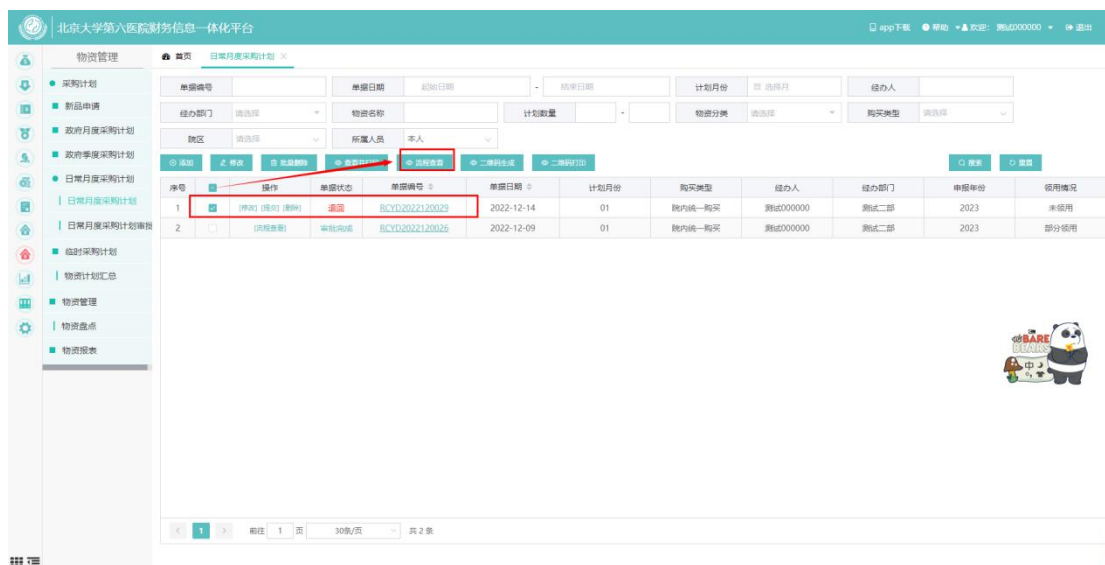 北京大学第六医院财务信息一体化平台
app下载 帮助 欢迎: 测试000000 退出
物资管理
首页 日常月度采购计划 ×
采购计划
新品申请
政府月度采购计划
政府季度采购计划
日常月度采购计划
日常月度采购计划
日常月度采购计划审批
临时采购计划
物资计划汇总
物资管理
物资盘点
物资报表
单据编号 单据日期 起始日期 - 结束日期 计划月份 选择月 经办人
经办部门 请选择 物资名称 计划数量 - 物资分类 请选择 购买类型 请选择
院区 请选择 所属人员 本人
添加 修改 批量删除 流程查看 二维码生成 二维码打印 搜索 重置
序号 操作 单据状态 单据编号 单据日期 计划月份 购买类型 经办人 经办部门 申报年份 领用情况
1 [修改] [提交] [删除] 退回 RCYD2022120029 2022-12-14 01 院内统一购买 测试000000 测试二部 2023 未领用
2 [流程查看] 审批完成 RCYD2022120026 2022-12-09 01 院内统一购买 测试000000 测试二部 2023 部分领用
BARE
BEARS
中
< 1 > 前往 1 页 30条/页 共 2 条